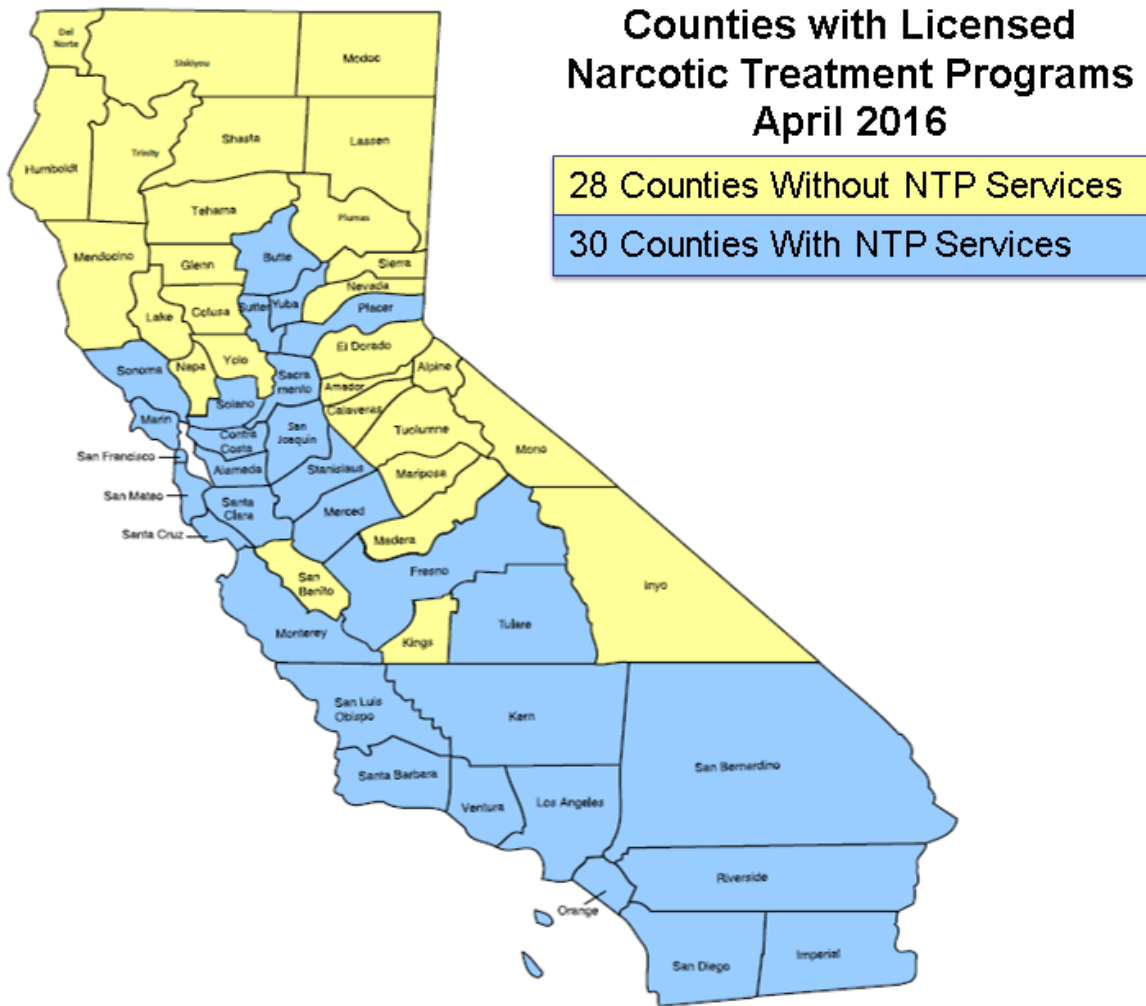 Counties with Licensed
Narcotic Treatment Programs
April 2016
28 Counties Without NTP Services
30 Counties With NTP Services
Del
Norte
Siskiyou
Modoc
Humboldt
Trinity
Shasta
Lassen
Tehama
Plumas
Mendocino
Glenn
Butte
Sierra
Nevada
Lake
Colusa
Sutter
Yuba
Placer
El Dorado
Sonoma
Napa
Yolo
Sacra
mento
Alpine
Amador
Solano
Calaveras
Marin
Contra
Costa
San
Joaquin
Tuolumne
Mono
San Francisco
Alameda
Stanislaus
Mariposa
San Mateo
Santa
Clara
Merced
Santa Cruz
Madera
San
Benito
Fresno
Inyo
Monterey
Kings
Tulare
San Luis
Obispo
Kern
San Bernardino
Santa Barbara
Ventura
Los Angeles
Riverside
Orange
San Diego
Imperial